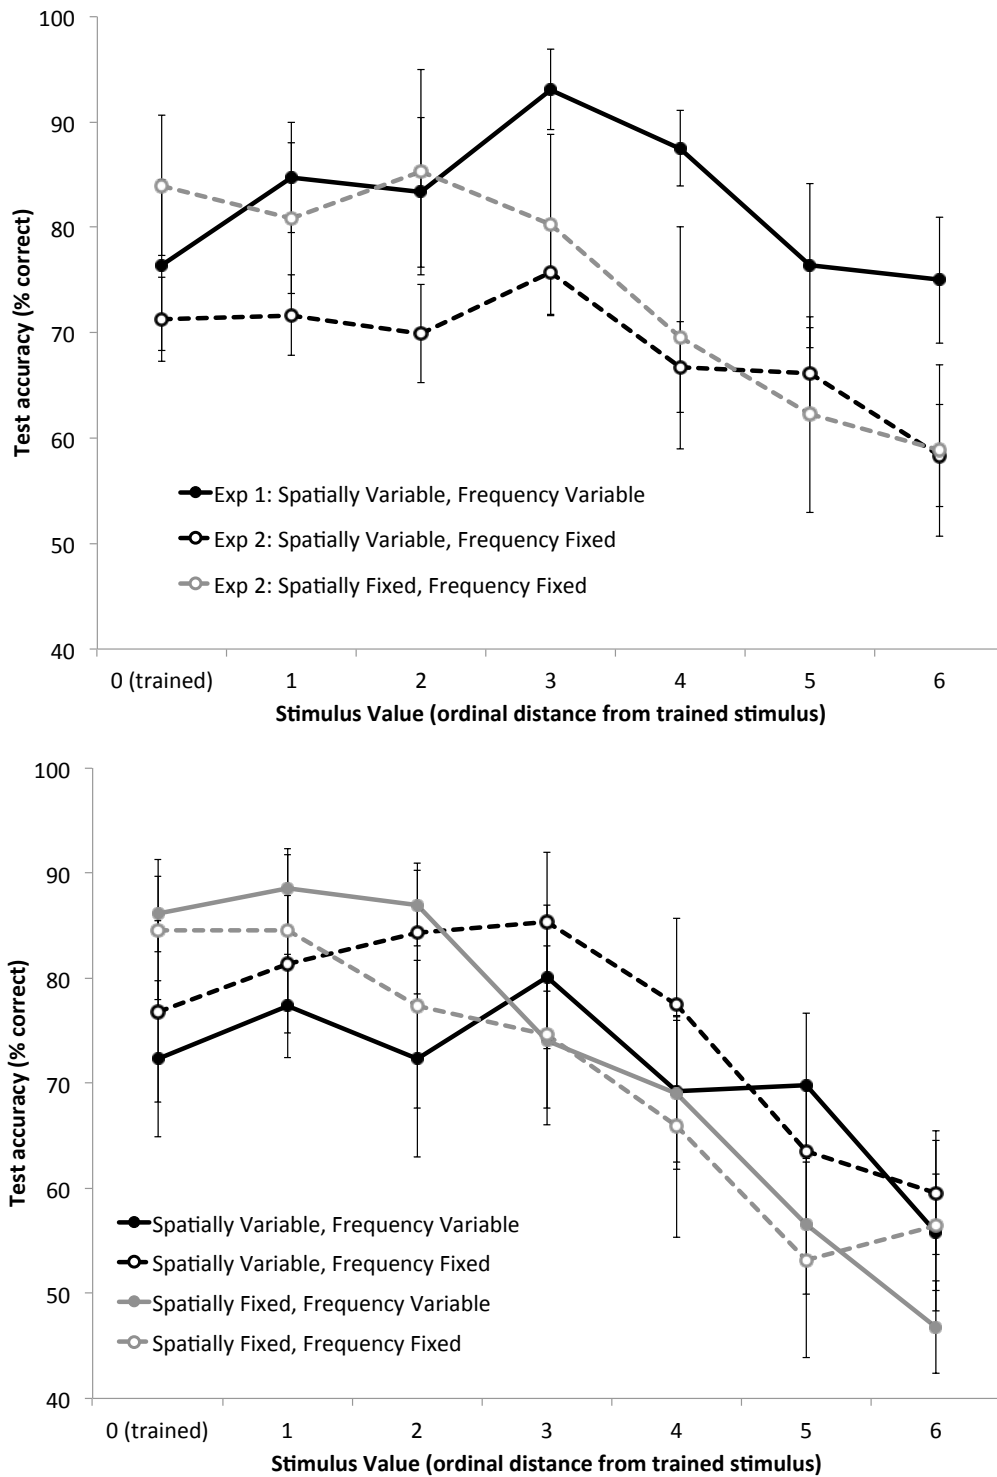 100
90
80
70
60
50
40
Test accuracy (% correct)
Exp 1: Spatially Variable, Frequency Variable
Exp 2: Spatially Variable, Frequency Fixed
Exp 2: Spatially Fixed, Frequency Fixed
0 (trained) 1 2 3 4 5 6
Stimulus Value (ordinal distance from trained stimulus)
100
90
80
70
60
50
40
Test accuracy (% correct)
Spatially Variable, Frequency Variable
Spatially Variable, Frequency Fixed
Spatially Fixed, Frequency Variable
Spatially Fixed, Frequency Fixed
0 (trained) 1 2 3 4 5 6
Stimulus Value (ordinal distance from trained stimulus)